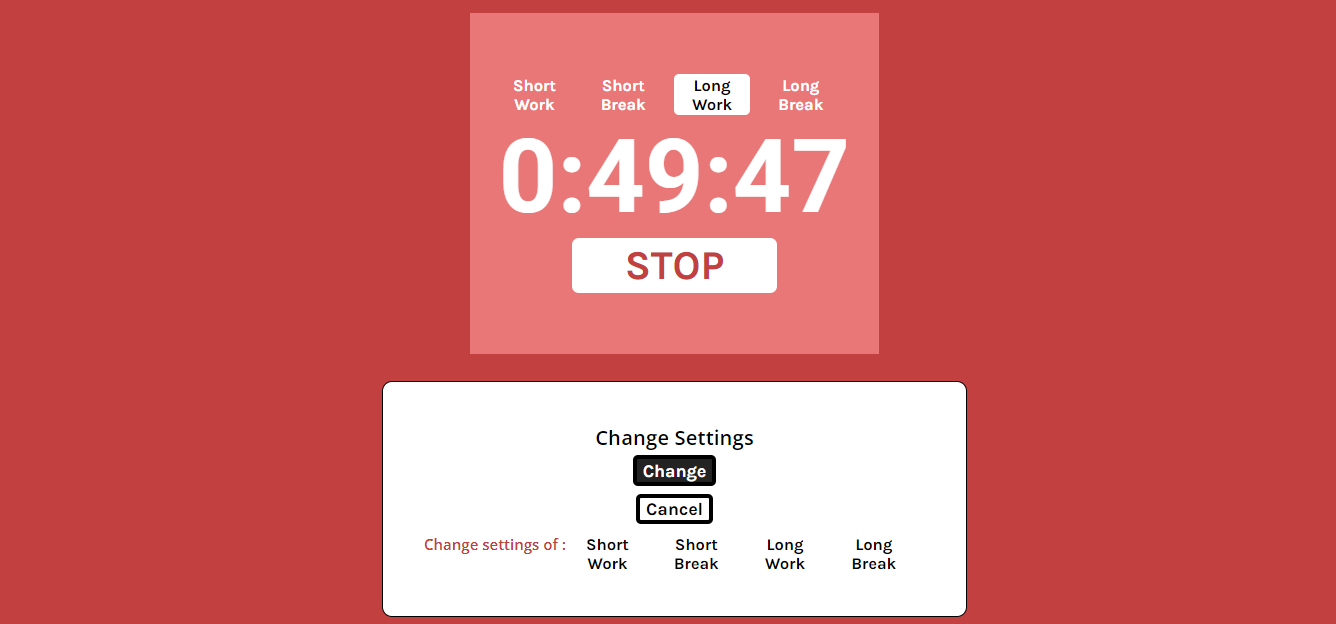 Short Short Long Long
Work Break Work Break
0:49:47
STOP
Change Settings
Change
Cancel
Change settings of : Short Short Long Long
Work Break Work Break